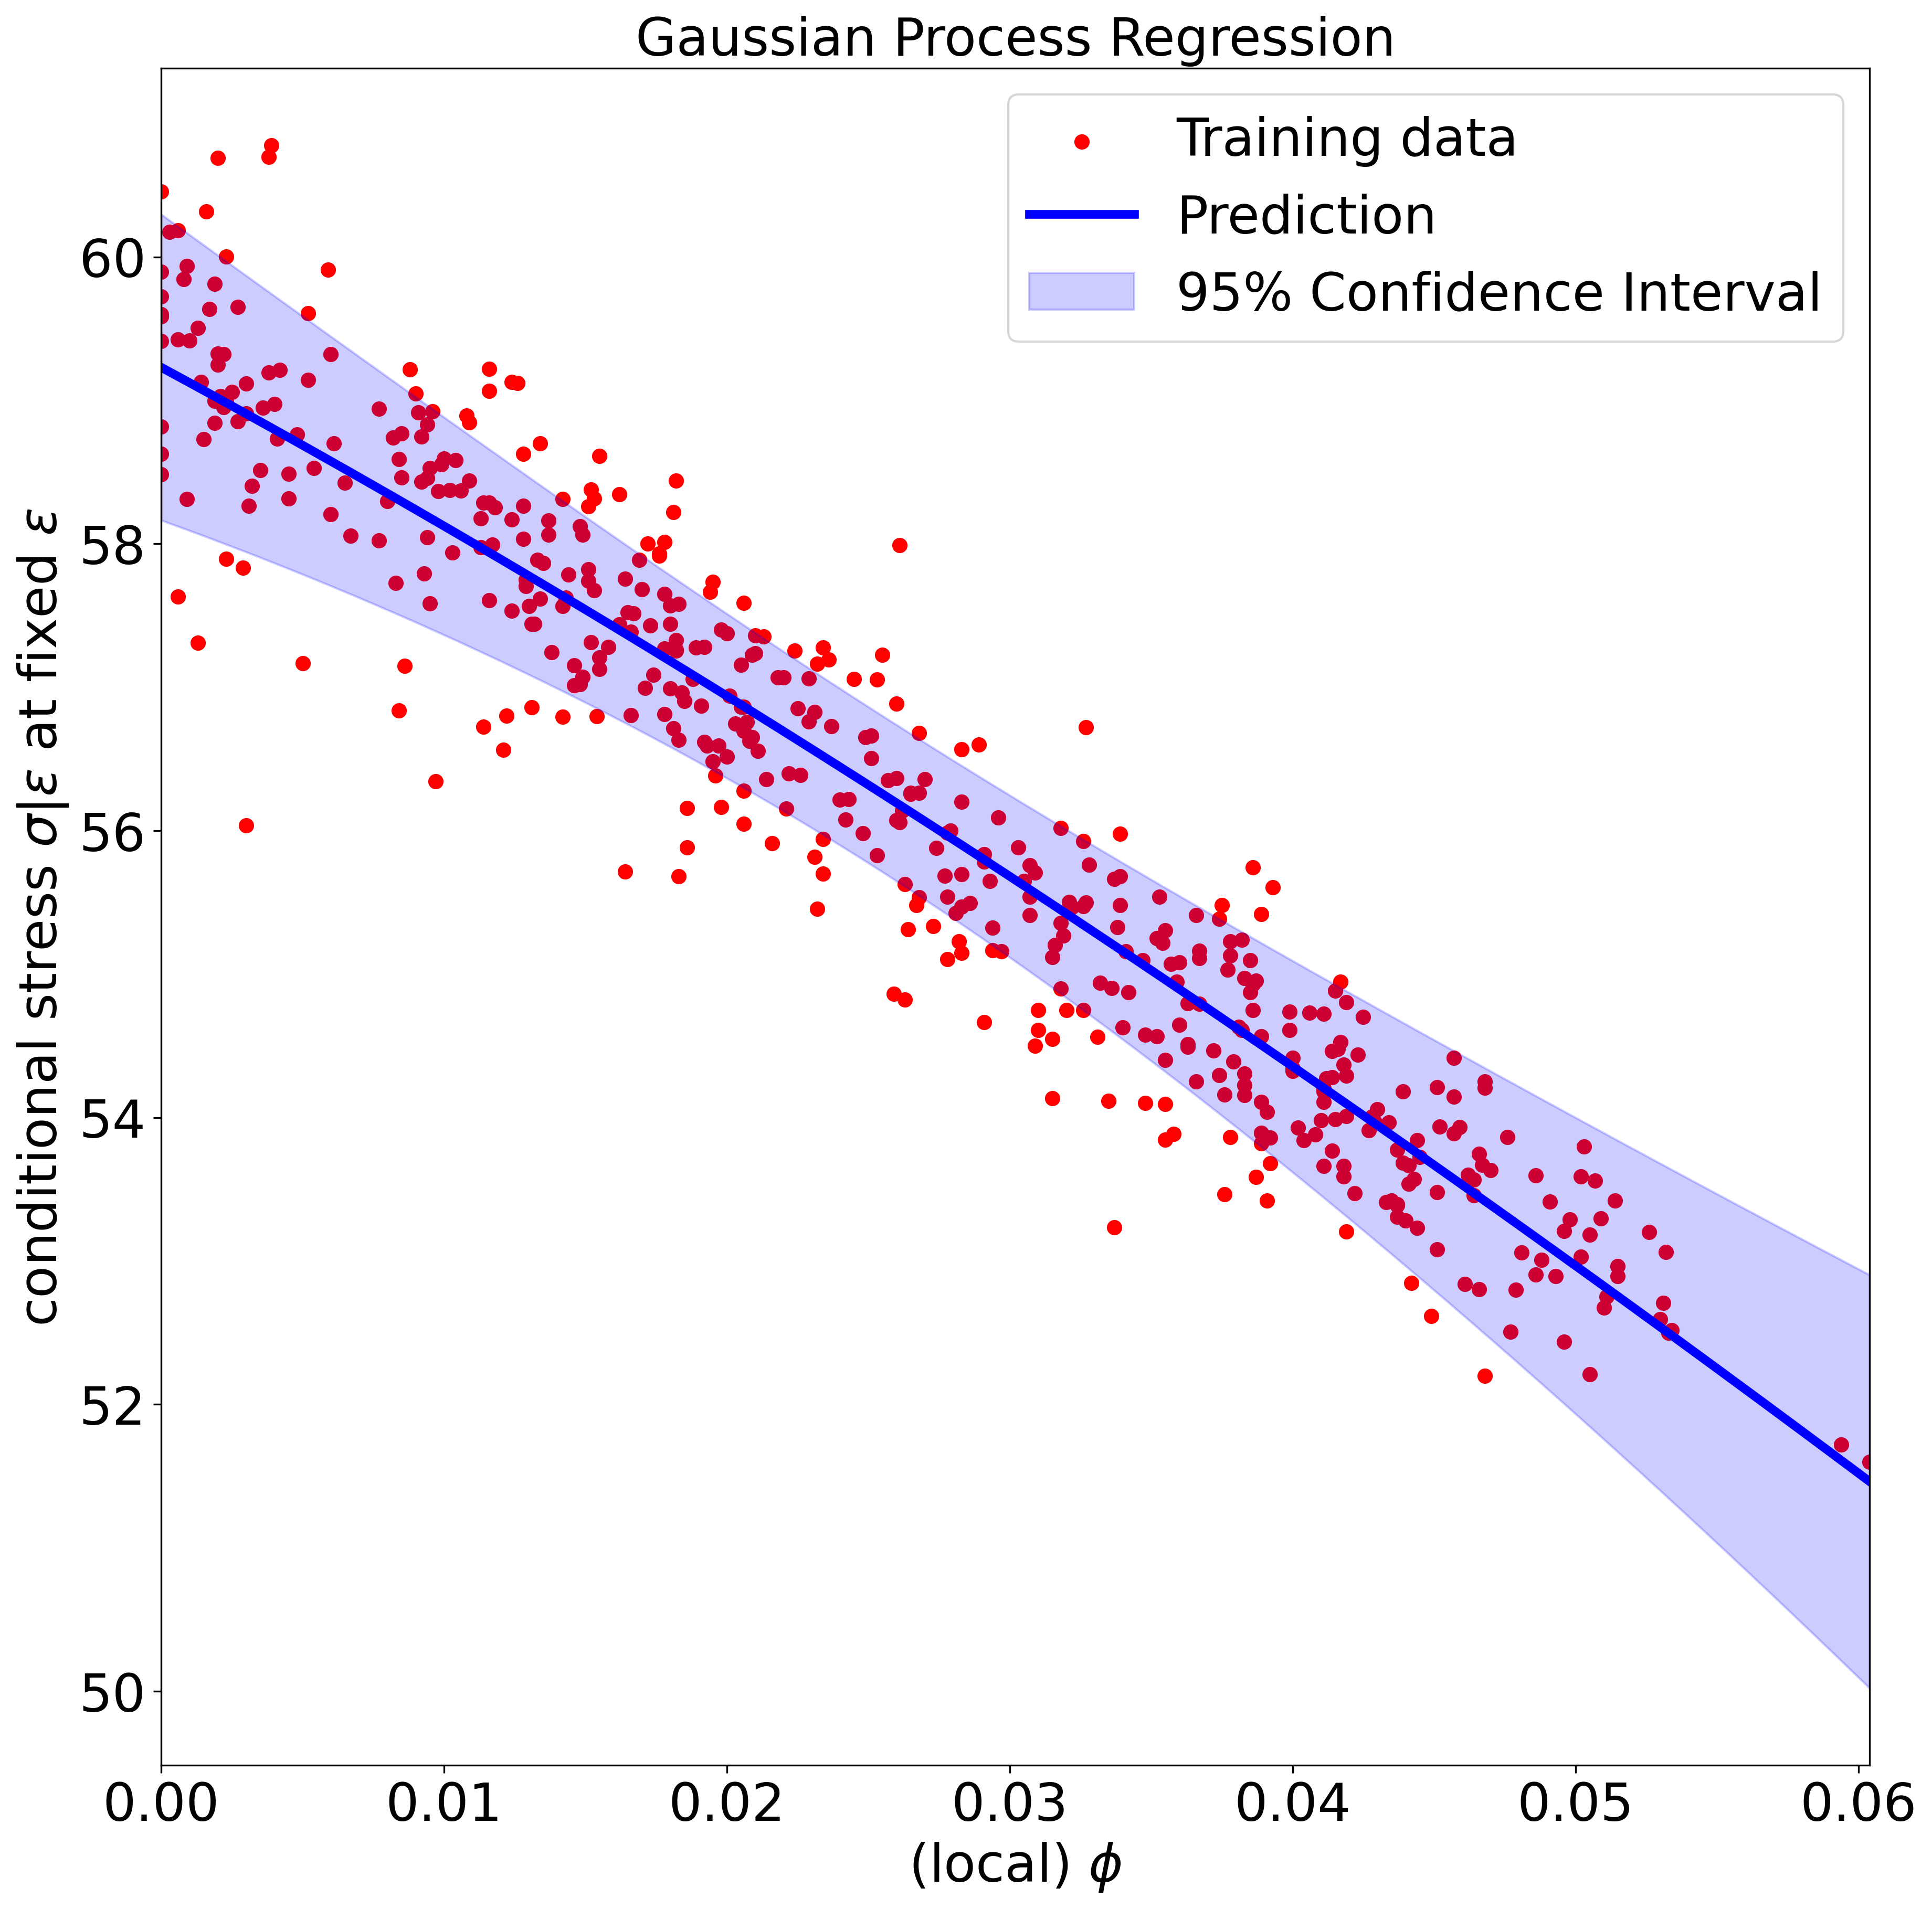 Gaussian Process Regression
Training data
Prediction
95% Confidence Interval
60
58
56
54
52
50
conditional stress σ|ε at fixed ε
0.00 0.01 0.02 0.03 0.04 0.05 0.06
(local) ϕ